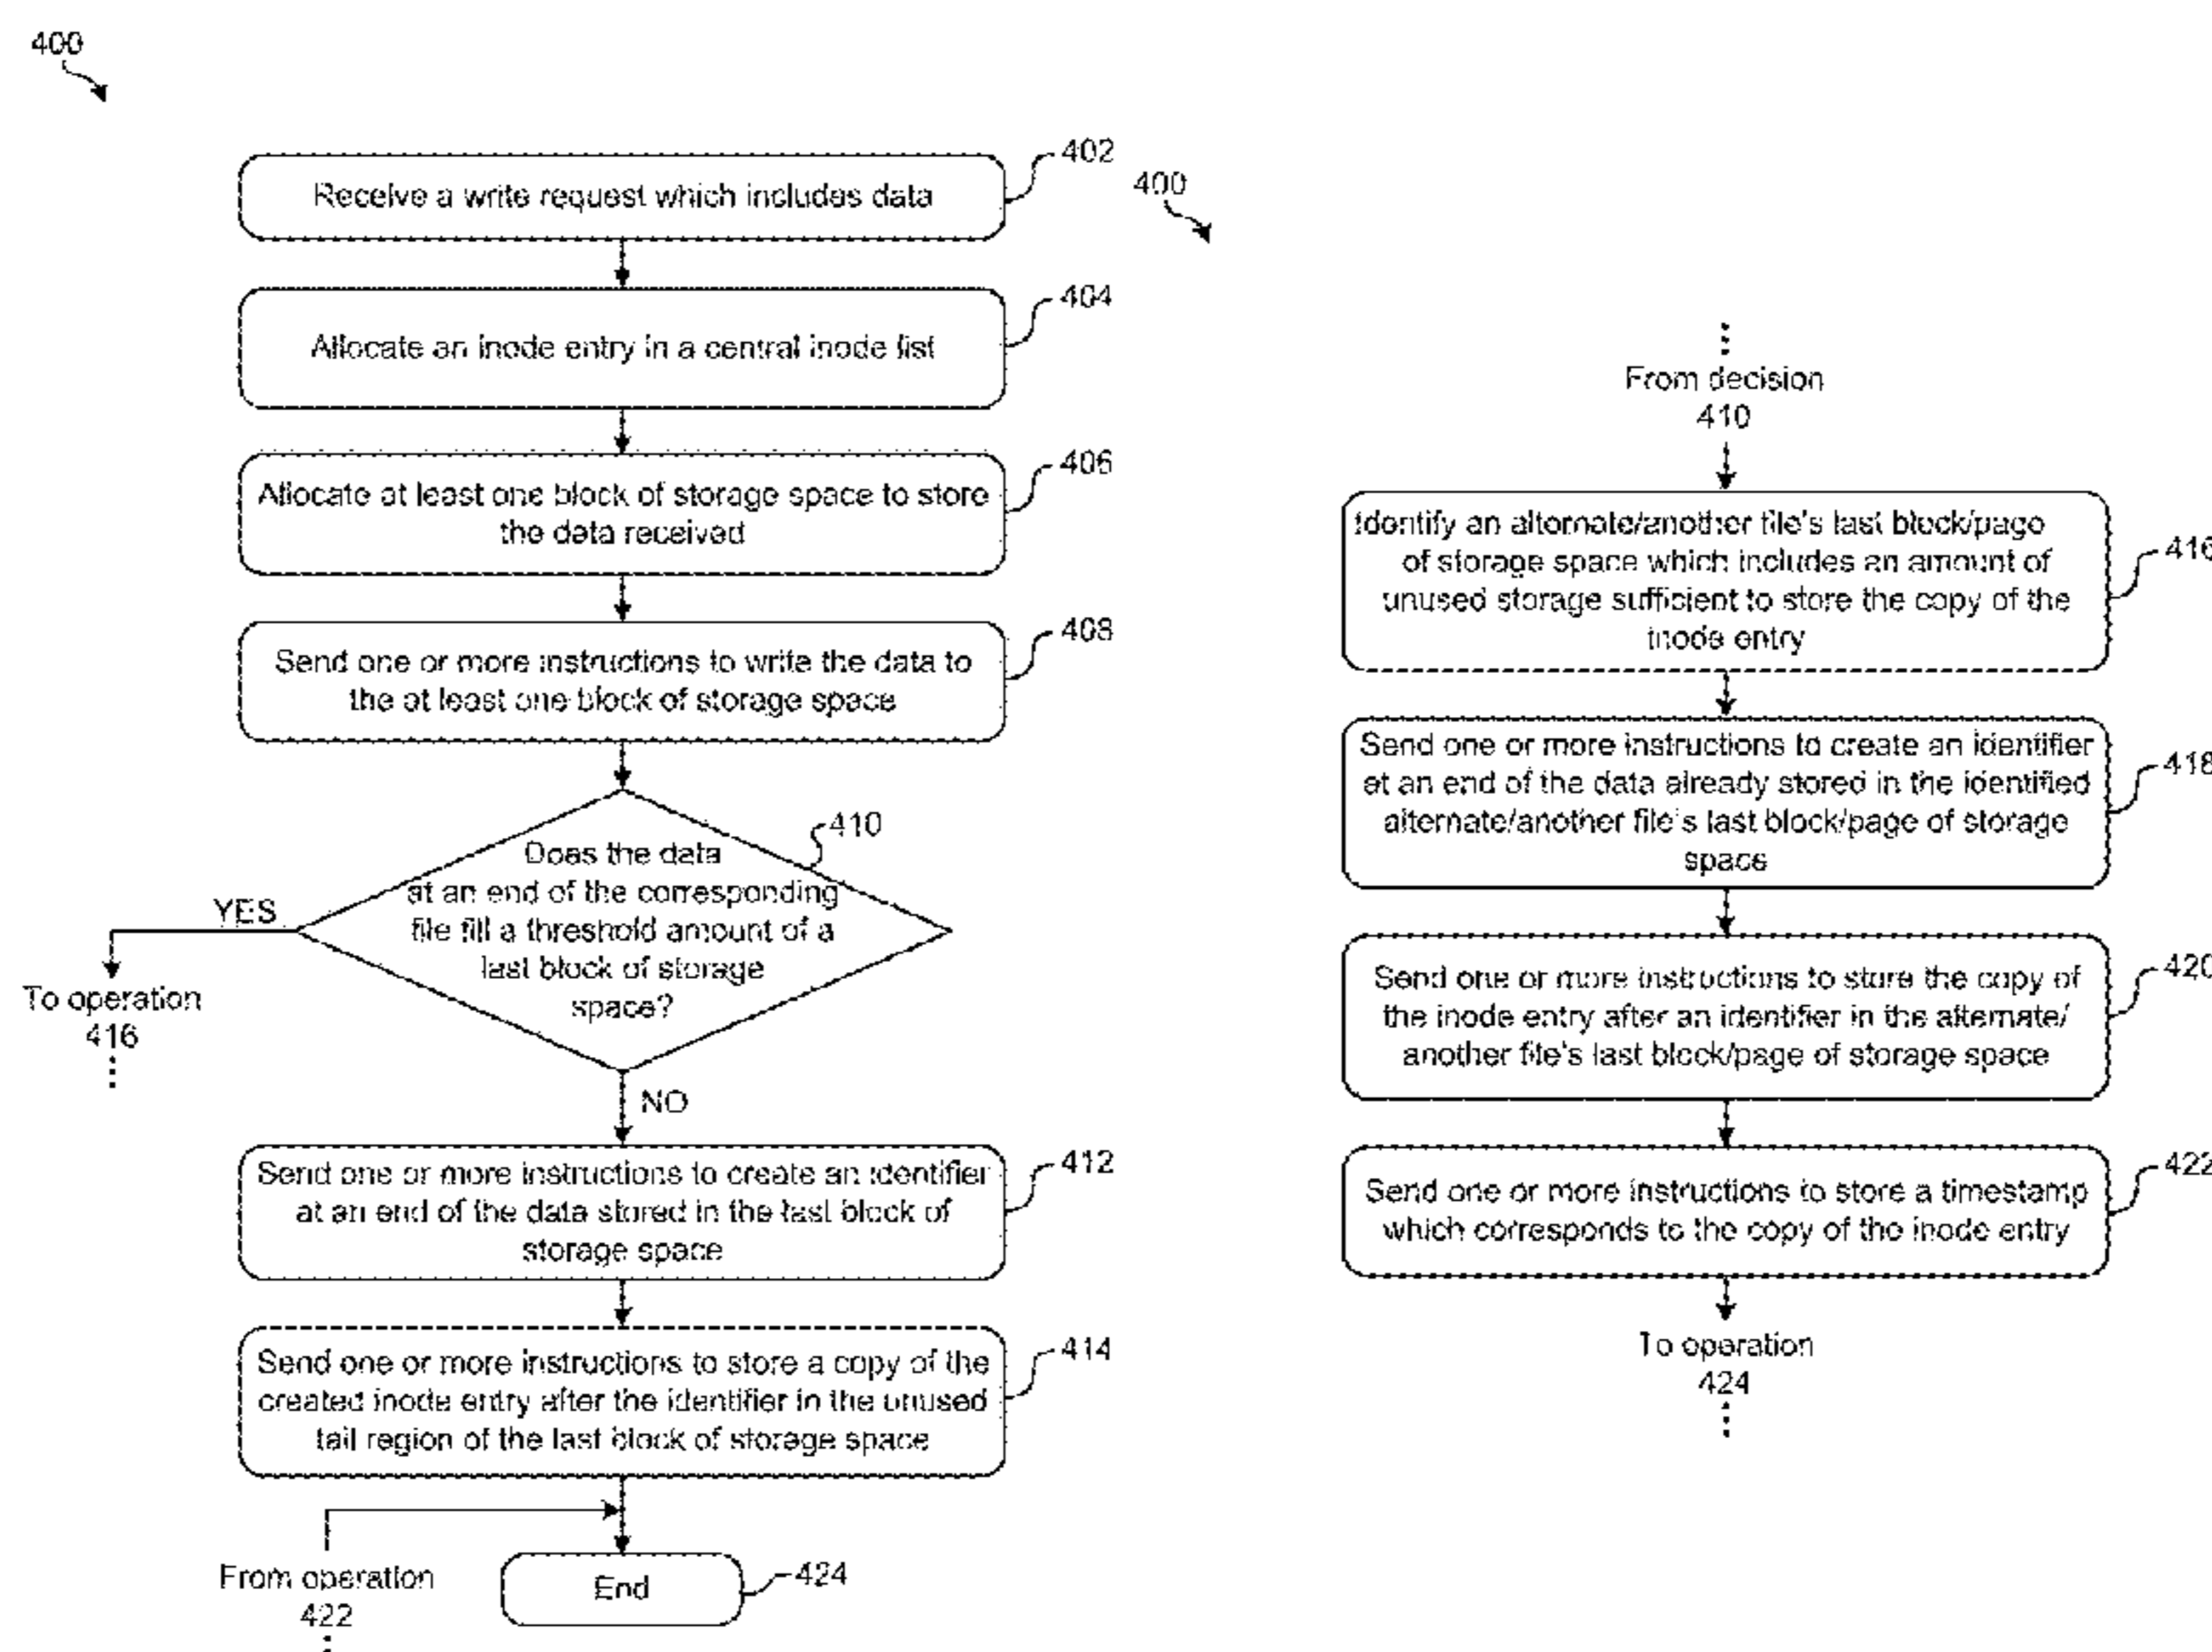 400
Receive a write request which includes data
402
Allocate an inode entry in a central inode list
404
Allocate at least one block of storage space to store
the data received
406
Send one or more instructions to write the data to
the at least one block of storage space
408
Does the data
at an end of the corresponding
file fill a threshold amount of a
last block of storage
space?
410
YES
To operation
416
NO
Send one or more instructions to create an identifier
at an end of the data stored in the last block of
storage space
412
Send one or more instructions to store a copy of the
created inode entry after the identifier in the unused
tail region of the last block of storage space
414
From operation
422
End
424
400
From decision
410
Identify an alternate/another file's last block/page
of storage space which includes an amount of
unused storage sufficient to store the copy of the
inode entry
416
Send one or more instructions to create an identifier
at an end of the data already stored in the identified
alternate/another file's last block/page of storage
space
418
Send one or more instructions to store the copy of
the inode entry after an identifier in the alternate/
another file's last block/page of storage space
420
Send one or more instructions to store a timestamp
which corresponds to the copy of the inode entry
422
To operation
424